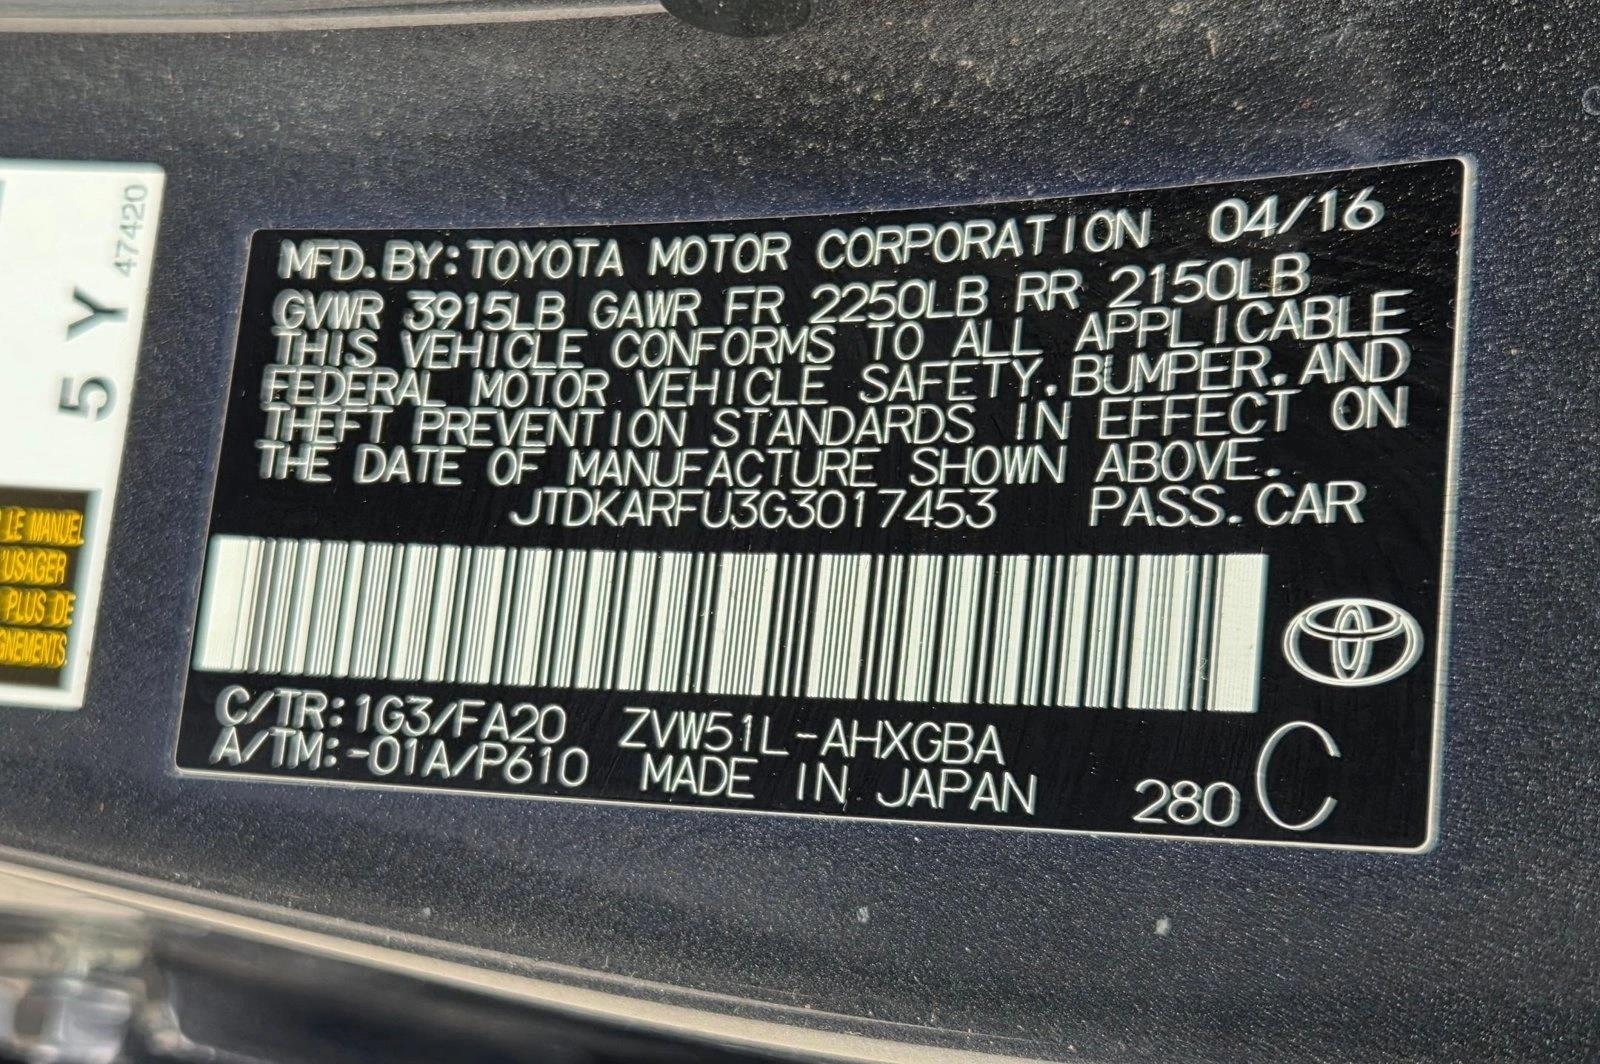 47420
5Y
LE MANUEL
'USAGER
PLUS DE
GNEMENTS.
MFD. BY: TOYOTA MOTOR CORPORATION 04/16
GVWR 3915LB GAWR FR 2250LB RR 2150LB
THIS VEHICLE CONFORMS TO ALL APPLICABLE
FEDERAL MOTOR VEHICLE SAFETY, BUMPER, AND
THEFT PREVENTION STANDARDS IN EFFECT ON
THE DATE OF MANUFACTURE SHOWN ABOVE.
JTDKARFU3G3017453 PASS. CAR
C/TR: 1G3/FA20 ZVW51L-AHXGBA
A/TM: -01A/P610 MADE IN JAPAN 280 C